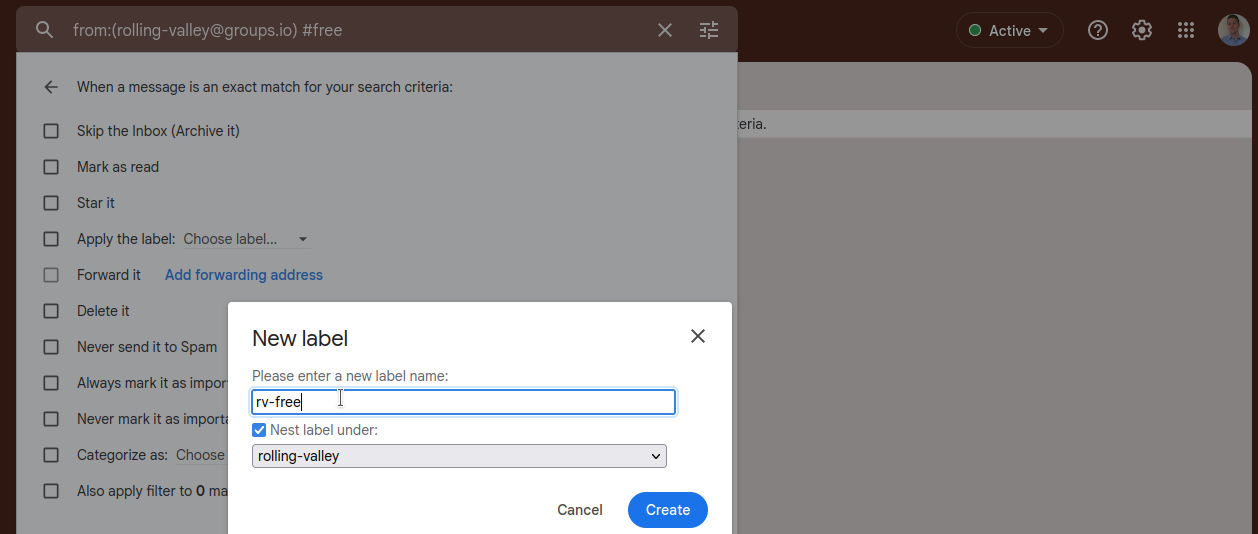 from:(rolling-valley@groups.io) #free
Active
When a message is an exact match for your search criteria:
eria.
Skip the Inbox (Archive it)
Mark as read
Star it
Apply the label: Choose label...
Forward it Add forwarding address
Delete it
Never send it to Spam
Always mark it as impor
Never mark it as importa
Categorize as: Choose
Also apply filter to 0 ma
New label
Please enter a new label name:
rv-free
Nest label under:
rolling-valley
Cancel Create